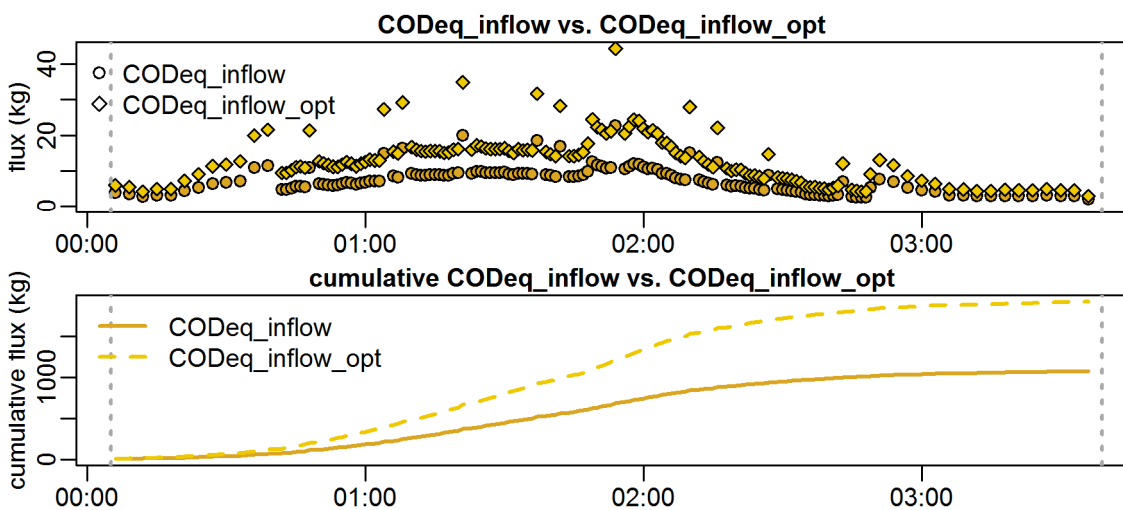 CODeq_inflow vs. CODeq_inflow_opt
flux (kg)
40
20
0
CODeq_inflow
CODeq_inflow_opt
00:00 01:00 02:00 03:00
cumulative CODeq_inflow vs. CODeq_inflow_opt
cumulative flux (kg)
1000
0
CODeq_inflow
CODeq_inflow_opt
00:00 01:00 02:00 03:00